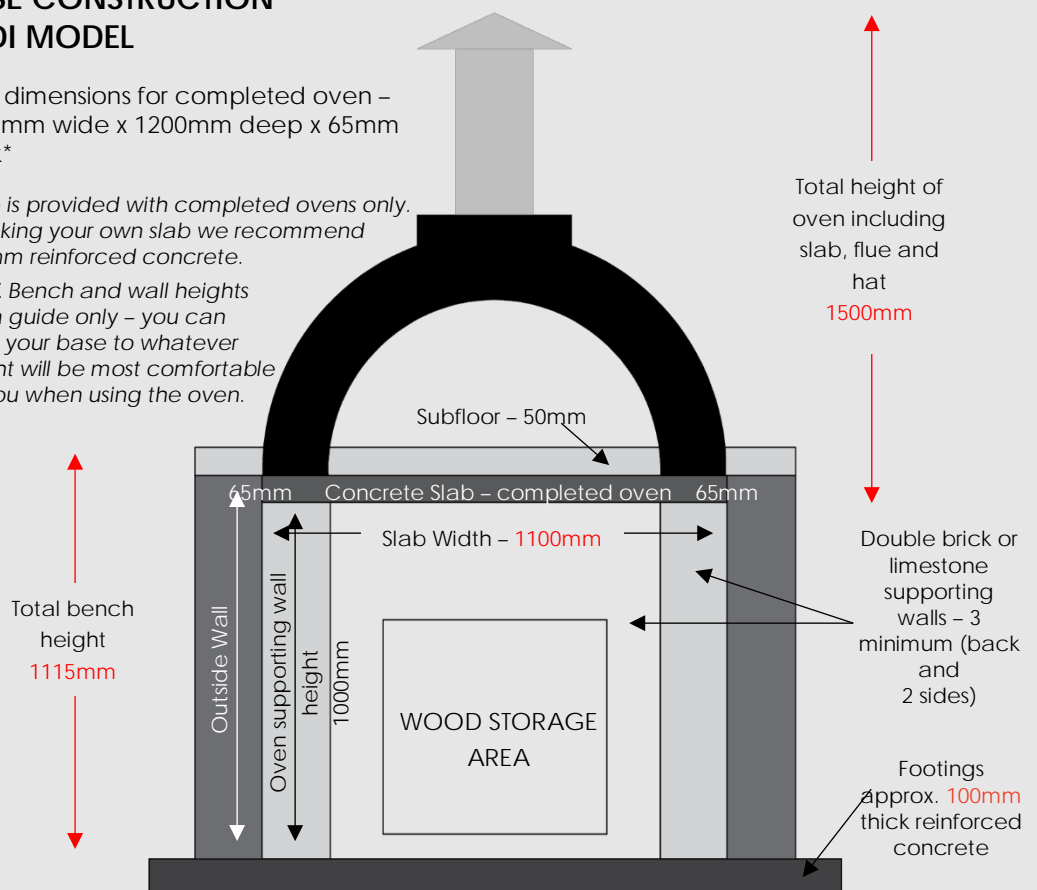 SE CONSTRUCTION
DI MODEL
dimensions for completed oven –
mm wide x 1200mm deep x 65mm
*
is provided with completed ovens only.
king your own slab we recommend
mm reinforced concrete.
Bench and wall heights
guide only – you can
your base to whatever
ht will be most comfortable
ou when using the oven.
Total height of
oven including
slab, flue and
hat
1500mm
Subfloor – 50mm
65mm
Concrete Slab – completed oven
65mm
Slab Width – 1100mm
Total bench
height
1115mm
Outside Wall
Oven supporting wall
height
1000mm
WOOD STORAGE
AREA
Double brick or
limestone
supporting
walls – 3
minimum (back
and
2 sides)
Footings
approx. 100mm
thick reinforced
concrete